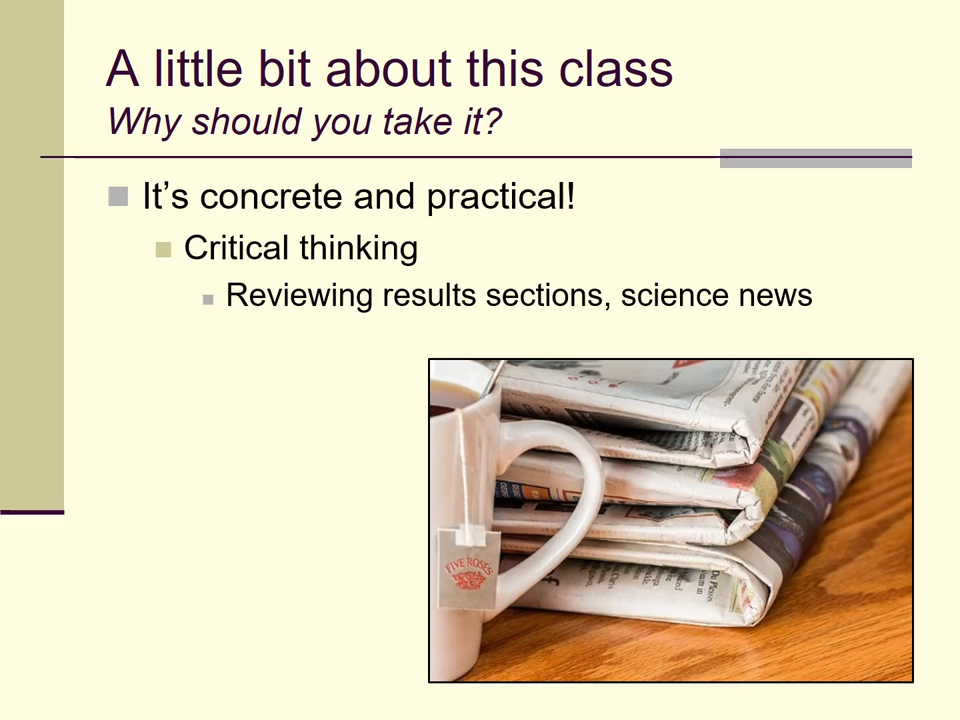 A little bit about this class
Why should you take it?
It’s concrete and practical!
Critical thinking
Reviewing results sections, science news
FIVE ROSES